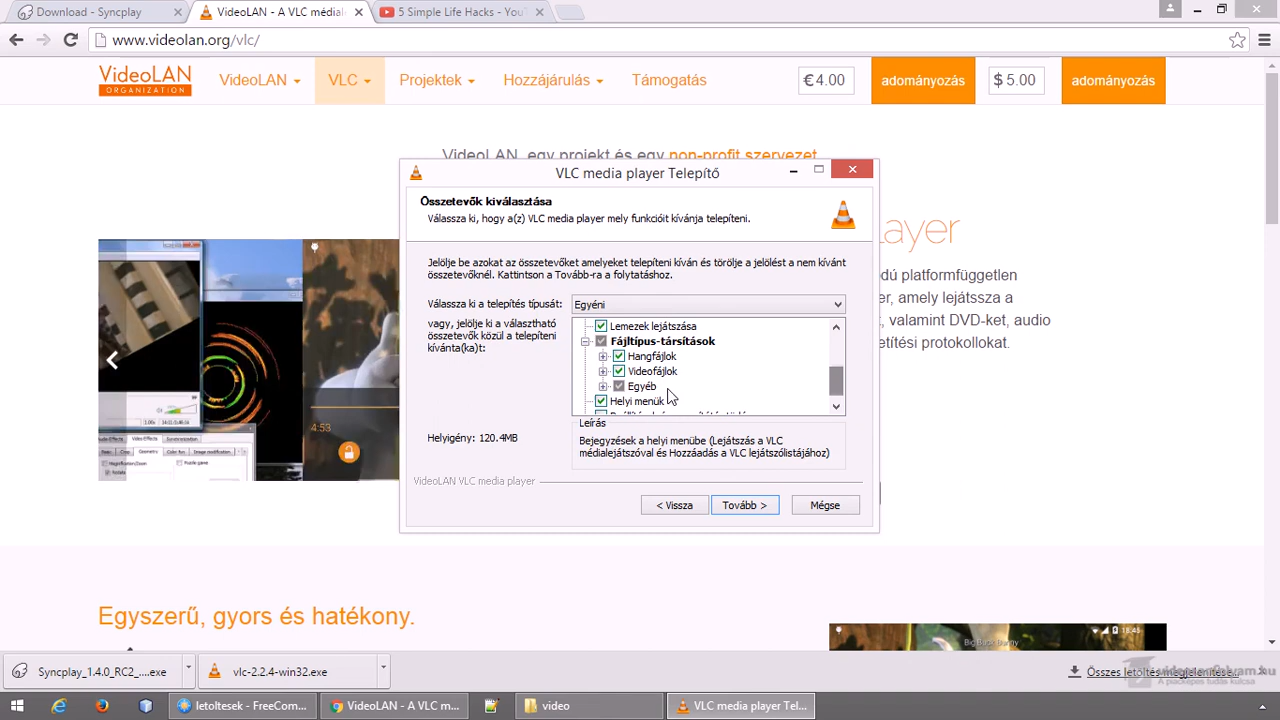 Download - Syncplay
VideoLAN - A VLC médialej
5 Simple Life Hacks - YouT
www.videolan.org/vlc/
VideoLAN
ORGANIZATION
VideoLAN
VLC
Projektek
Hozzájárulás
Támogatás
€ 4.00
adományozás
$ 5.00
adományozás
VideoLAN, egy projekt és egy non-profit szervezet
VLC media player Telepítő
Összetevők kiválasztása
Válassza ki, hogy a(z) VLC media player mely funkcióit kívánja telepíteni.
Jelölje be azokat az összetevőket amelyeket telepíteni kíván és törölje a jelölést a nem kívánt
összetevőknél. Kattintson a Tovább-ra a folytatáshoz.
Válassza ki a telepítés típusát:
Egyéni
vagy, jelölje ki a választható
összetevők közül a telepíteni
kívánta(ka)t:
Lemezek lejátszása
Fájltípus-társítások
Hangfájlok
Videofájlok
Egyéb
Helyi menük
Leírás
Bejegyzések a helyi menübe (Lejátszás a VLC
médialejátszóval és Hozzáadás a VLC lejátszólistájához)
Helyigény: 120.4MB
VideoLAN VLC media player
< Vissza
Tovább >
Mégse
ayer
dú platformfüggetlen
er, amely lejátssza a
t, valamint DVD-ket, audio
etítési protokollokat.
4:53
Egyszerű, gyors és hatékony.
Big Buck Bunny
Syncplay_1.4.0_RC2_....exe
vlc-2.2.4-win32.exe
Összes letöltés megjelenítése...
letoltesek - FreeCom...
VideoLAN - A VLC m...
video
VLC media player Tel...